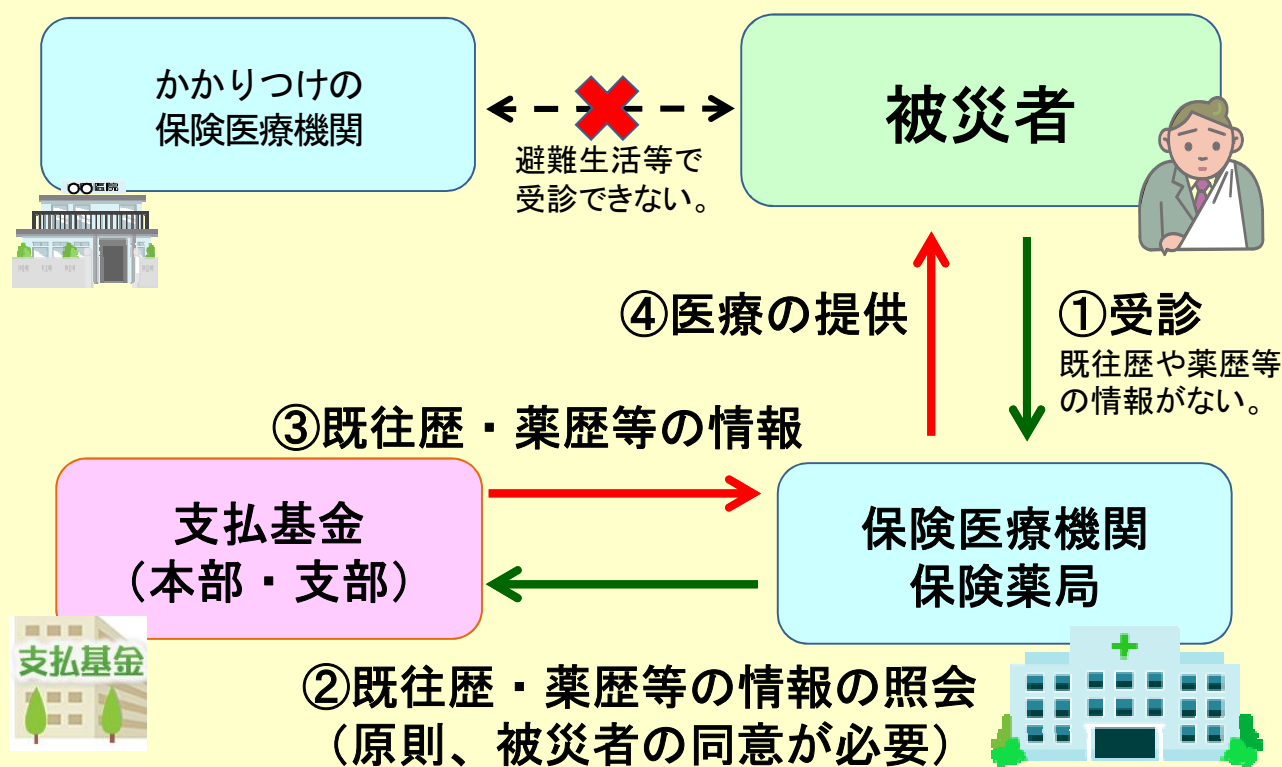 かかりつけの
保険医療機関
〇〇医院
避難生活等で
受診できない。
被災者
④医療の提供
①受診
既往歴や薬歴等
の情報がない。
③既往歴・薬歴等の情報
支払基金
（本部・支部）
支払基金
保険医療機関
保険薬局
②既往歴・薬歴等の情報の照会
（原則、被災者の同意が必要）